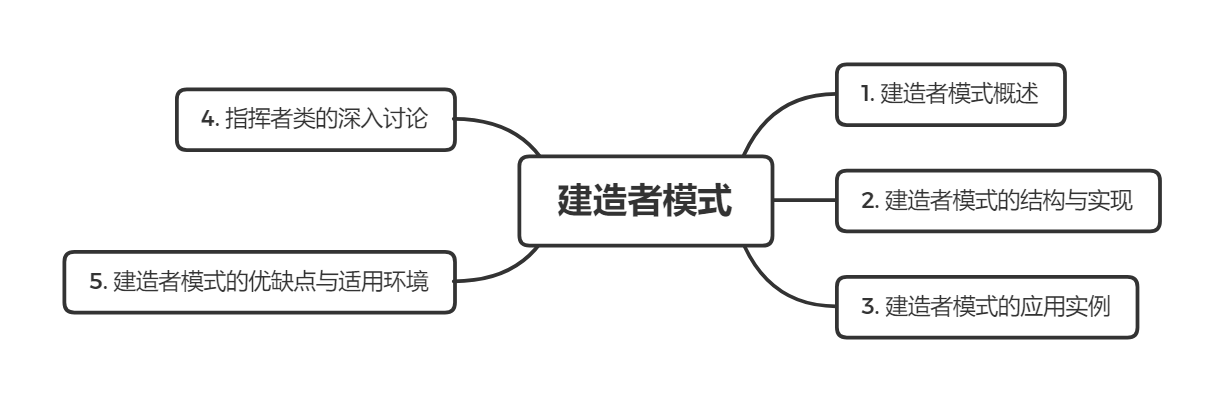 建造者模式
1. 建造者模式概述
2. 建造者模式的结构与实现
3. 建造者模式的应用实例
4. 指挥者类的深入讨论
5. 建造者模式的优缺点与适用环境